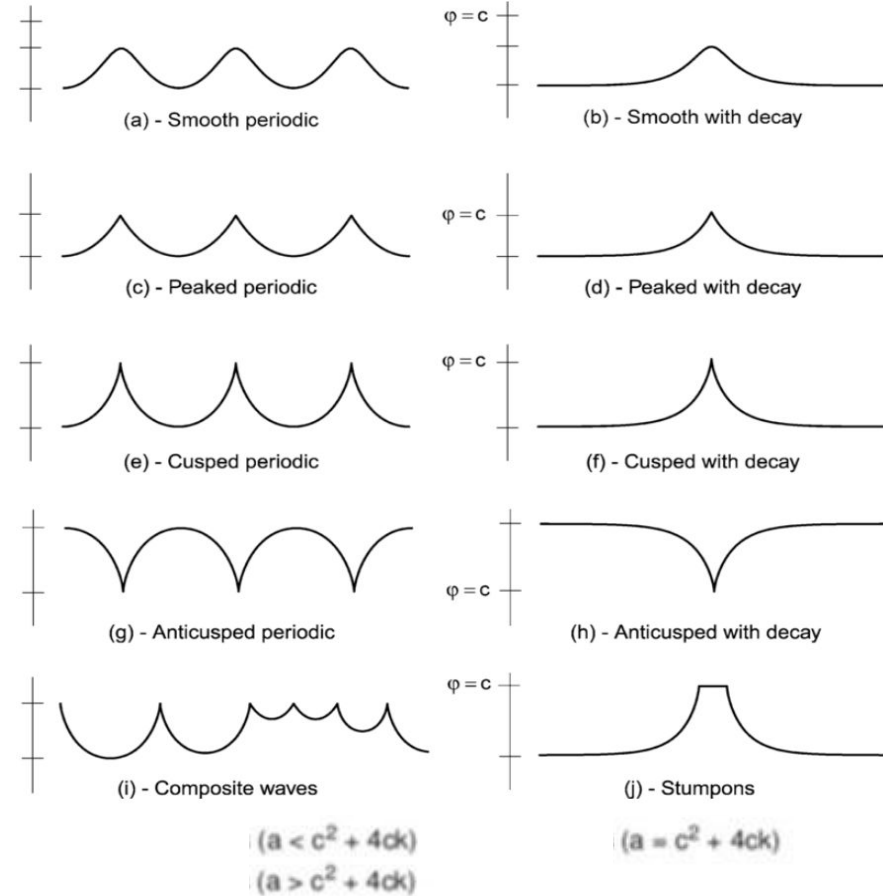 φ = c
(a) - Smooth periodic
(b) - Smooth with decay
φ = c
(c) - Peaked periodic
(d) - Peaked with decay
φ = c
(e) - Cusped periodic
(f) - Cusped with decay
φ = c
(g) - Anticusped periodic
(h) - Anticusped with decay
φ = c
(i) - Composite waves
(j) - Stumpons
(a < c² + 4ck)
(a = c² + 4ck)
(a > c² + 4ck)